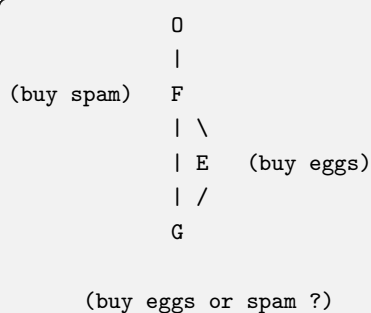 O
|
(buy spam) F
| \
| E (buy eggs)
| /
G
(buy eggs or spam ?)